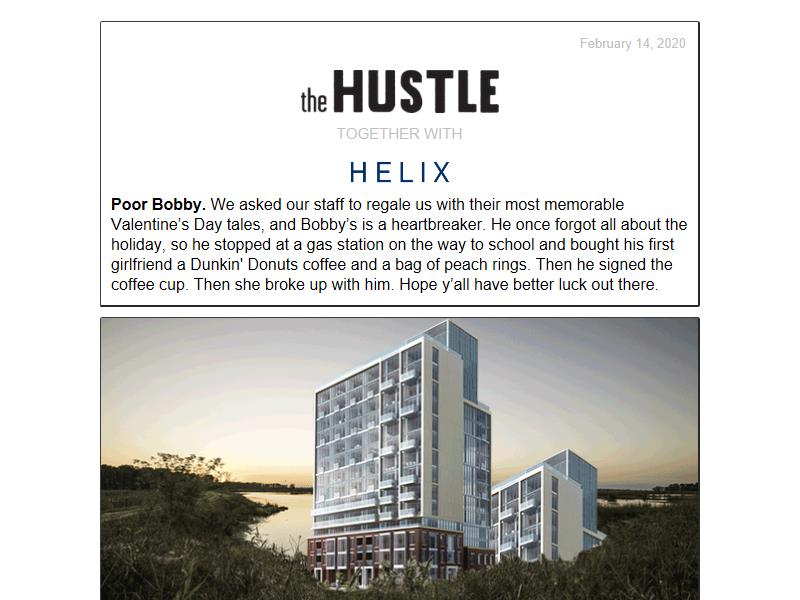 February 14, 2020
the HUSTLE
TOGETHER WITH
HELIX
Poor Bobby. We asked our staff to regale us with their most memorable
Valentine’s Day tales, and Bobby’s is a heartbreaker. He once forgot all about the
holiday, so he stopped at a gas station on the way to school and bought his first
girlfriend a Dunkin' Donuts coffee and a bag of peach rings. Then he signed the
coffee cup. Then she broke up with him. Hope y’all have better luck out there.